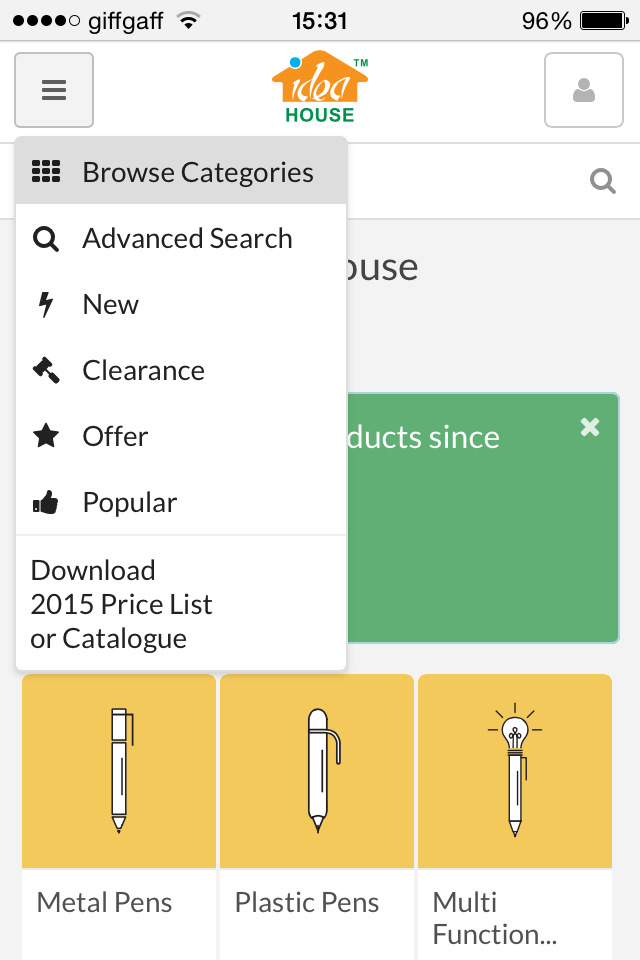 giffgaff 15:31 96%
idea TM
HOUSE
Browse Categories
Advanced Search
ouse
New
Clearance
Offer
ducts since
Popular
Download
2015 Price List
or Catalogue
Metal Pens
Plastic Pens
Multi
Function...